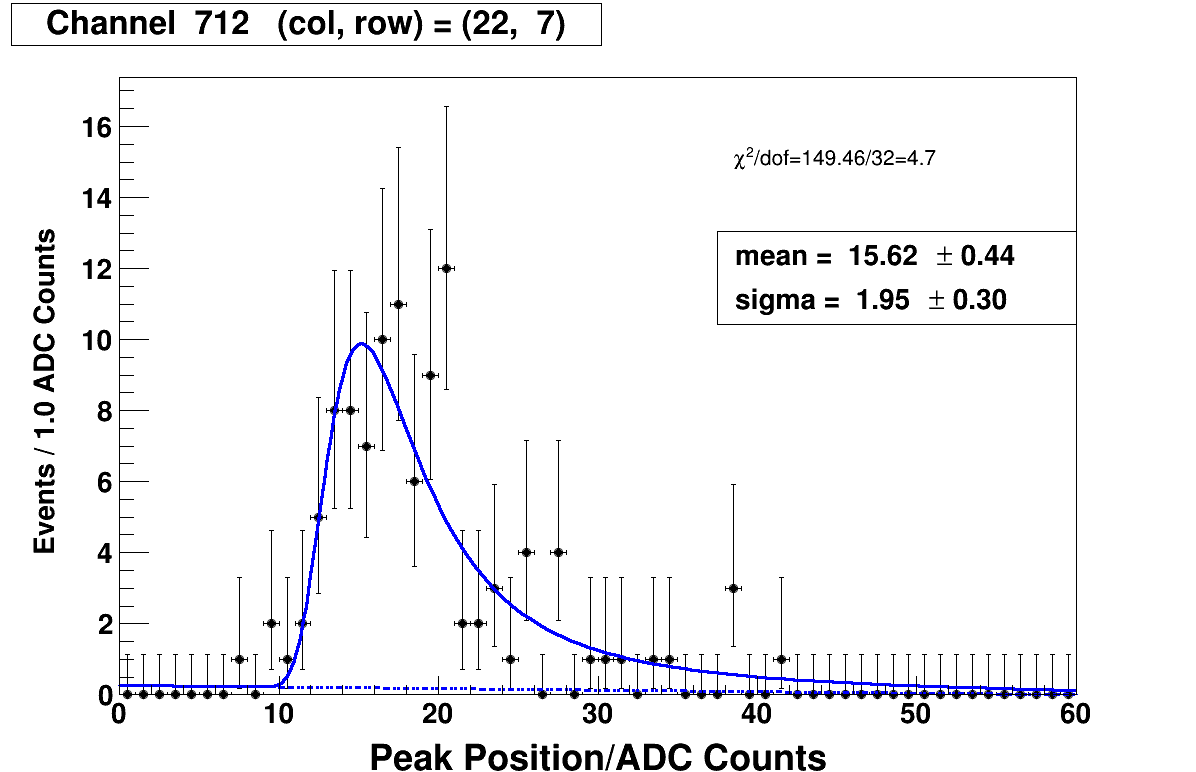 Channel 712 (col, row) = (22, 7)
χ²/dof=149.46/32=4.7
mean = 15.62 ± 0.44
sigma = 1.95 ± 0.30
Events / 1.0 ADC Counts
16
14
12
10
8
6
4
2
0
0 10 20 30 40 50 60
Peak Position/ADC Counts